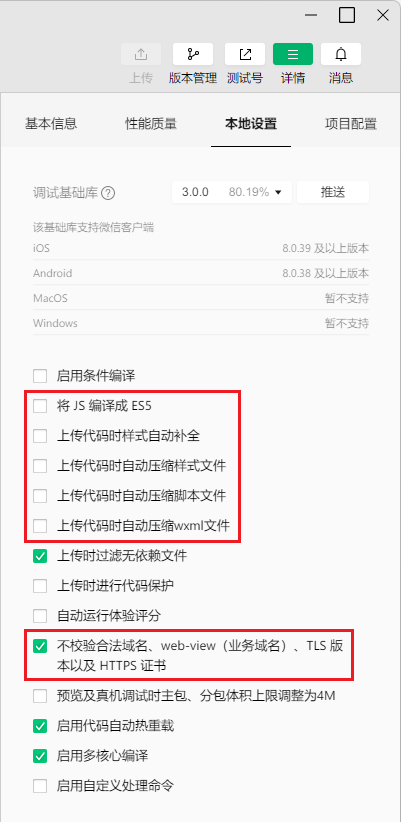 上传 版本管理 测试号 详情 消息
基本信息 性能质量 本地设置 项目配置
调试基础库 ? 3.0.0 80.19% 推送
该基础库支持微信客户端
iOS 8.0.39 及以上版本
Android 8.0.38 及以上版本
MacOS 暂不支持
Windows 暂不支持
启用条件编译
将 JS 编译成 ES5
上传代码时样式自动补全
上传代码时自动压缩样式文件
上传代码时自动压缩脚本文件
上传代码时自动压缩wxml文件
上传时过滤无依赖文件
上传时进行代码保护
自动运行体验评分
不校验合法域名、web-view（业务域名）、TLS 版
本以及 HTTPS 证书
预览及真机调试时主包、分包体积上限调整为4M
启用代码自动热重载
启用多核心编译
启用自定义处理命令